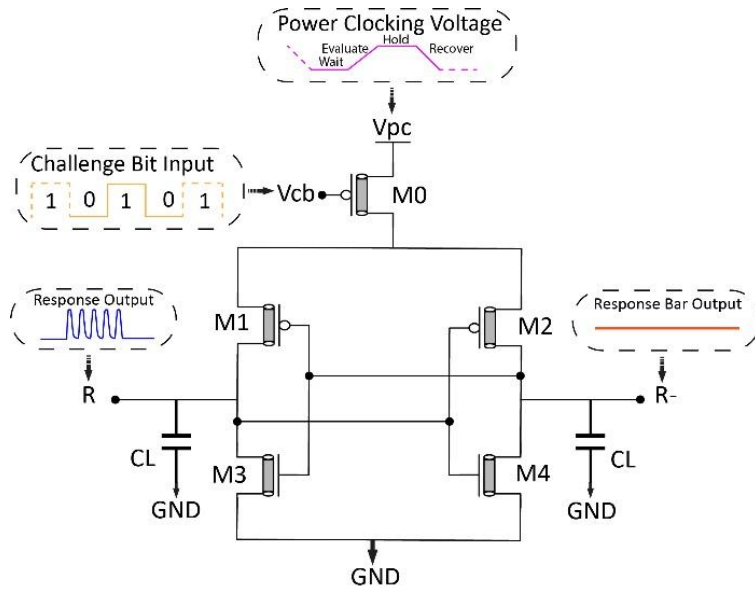 Power Clocking Voltage
Hold
Evaluate
Recover
Wait
Vpc
Challenge Bit Input
1 0 1 0 1
Vcb
M0
Response Output
M1
M2
Response Bar Output
R
R-
CL
M3
M4
CL
GND
GND
GND